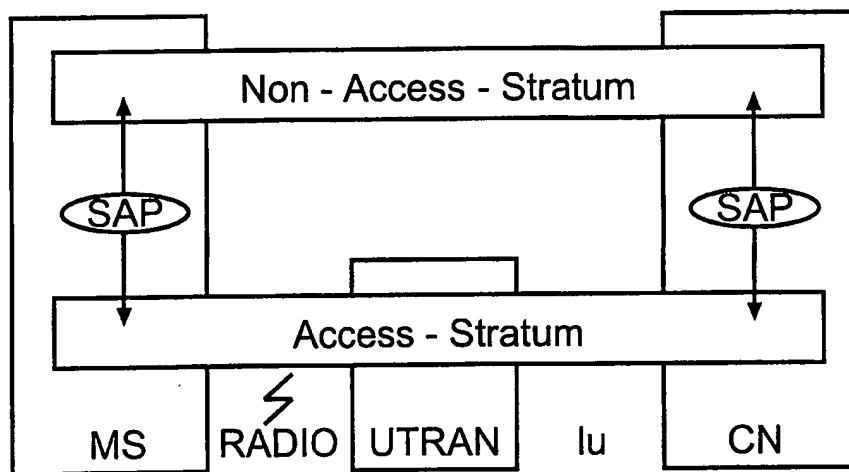 Non - Access - Stratum
SAP
SAP
Access - Stratum
MS
RADIO
UTRAN
Iu
CN